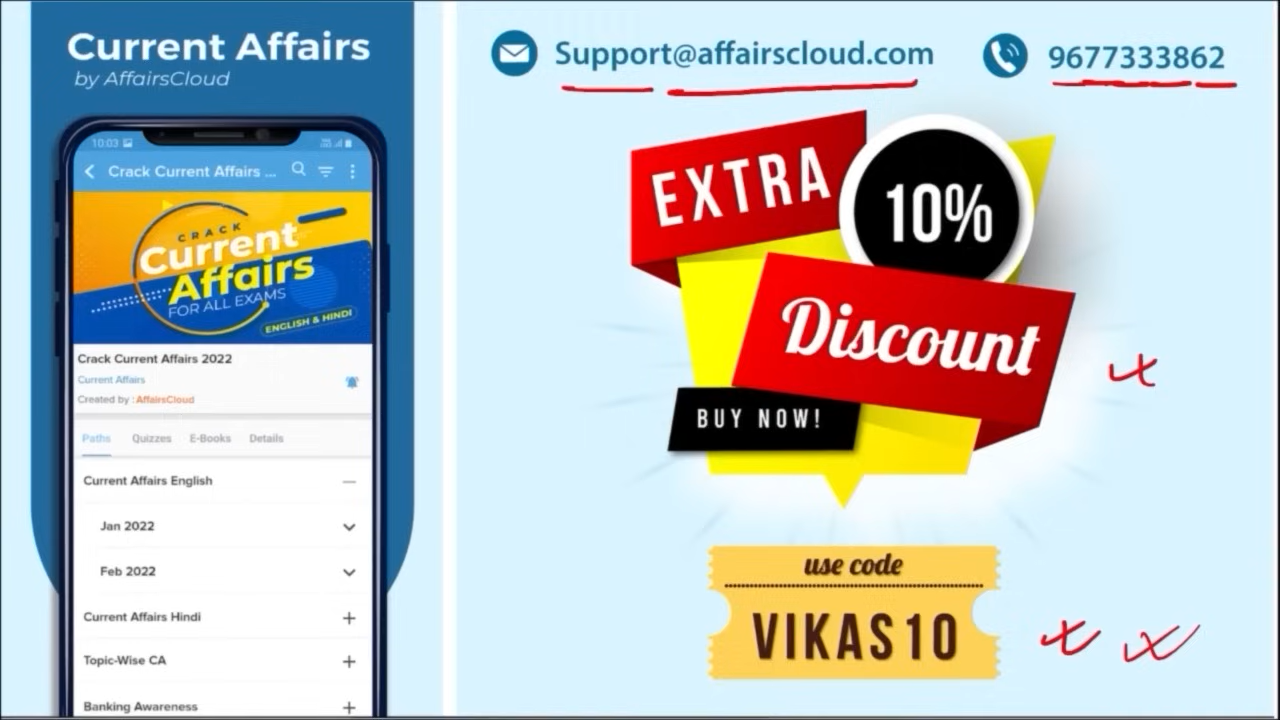 Current Affairs
by AffairsCloud
10:03
Crack Current Affairs ...
CRACK
Current
Affairs
FOR ALL EXAMS
ENGLISH & HINDI
Crack Current Affairs 2022
Current Affairs
Created by : AffairsCloud
Paths Quizzes E-Books Details
Current Affairs English
Jan 2022
Feb 2022
Current Affairs Hindi
Topic-Wise CA
Banking Awareness
Support@affairscloud.com 9677333862
EXTRA 10%
Discount
BUY NOW!
use code
VIKAS10